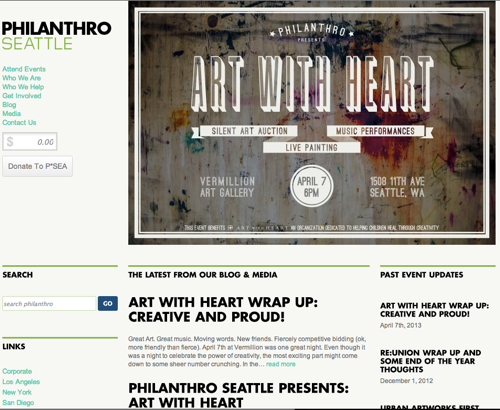 PHILANTHRO
SEATTLE
Attend Events
Who We Are
Who We Help
Get Involved
Blog
Media
Contact Us
$ 0.00
Donate To P*SEA
PHILANTHRO
PRESENTS
ART WITH HEART
SILENT ART AUCTION
MUSIC PERFORMANCES
LIVE PAINTING
VERMILLION
ART GALLERY
APRIL 7
6PM
1508 11TH AVE
SEATTLE, WA
THIS EVENT BENEFITS ART with HEART AN ORGANIZATION DEDICATED TO HELPING CHILDREN HEAL THROUGH CREATIVITY
SEARCH
search philanthro
GO
LINKS
Corporate
Los Angeles
New York
San Diego
THE LATEST FROM OUR BLOG & MEDIA
ART WITH HEART WRAP UP:
CREATIVE AND PROUD!
Great Art. Great music. Moving words. New friends. Fiercely competitive bidding (ok,
more friendly than fierce). April 7th at Vermillion was one great night. Even though it
was a night to celebrate the power of creativity, the most exciting part might come
down to some sheer number crunching. In the… read more
PHILANTHRO SEATTLE PRESENTS:
ART WITH HEART
PAST EVENT UPDATES
ART WITH HEART WRAP UP:
CREATIVE AND PROUD!
April 7th, 2013
RE:UNION WRAP UP AND
SOME END OF THE YEAR
THOUGHTS
December 1, 2012
URBAN ARTWORKS FIRST